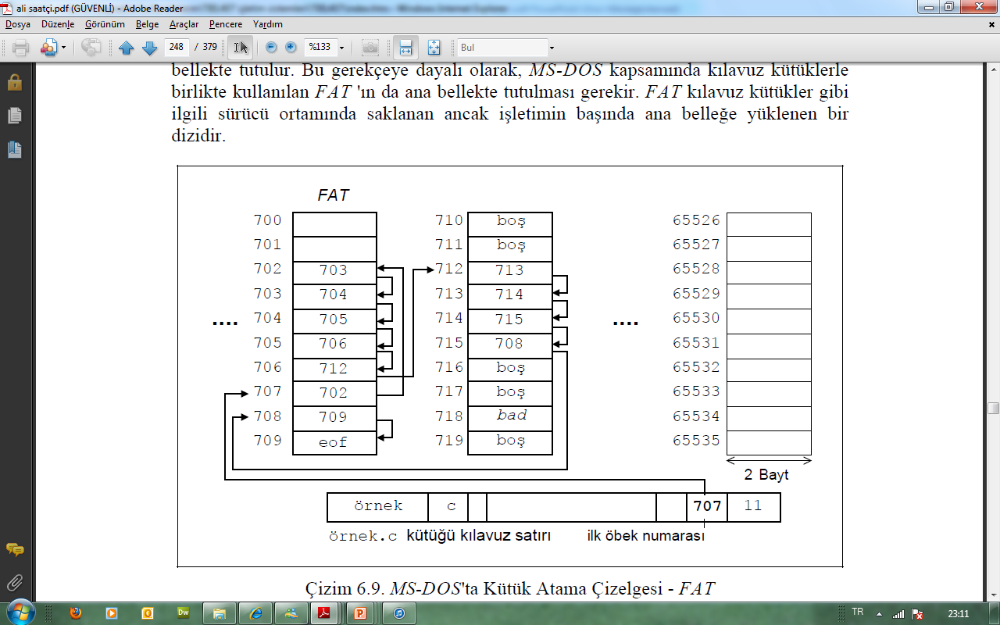 ali saatçi.pdf (GÜVENLİ) - Adobe Reader
Dosya Düzenle Görünüm Belge Araçlar Pencere Yardım
248 / 379 %133 Bul
bellekte tutulur. Bu gerekçeye dayalı olarak, MS-DOS kapsamında kılavuz kütüklerle
birlikte kullanılan FAT 'ın da ana bellekte tutulması gerekir. FAT kılavuz kütükler gibi
ilgili sürücü ortamında saklanan ancak işletimin başında ana belleğe yüklenen bir
dizidir.
FAT
700 710 boş 65526
701 711 boş 65527
702 703 712 713 65528
703 704 713 714 65529
.... 704 705 714 715 .... 65530
705 706 715 708 65531
706 712 716 boş 65532
707 702 717 boş 65533
708 709 718 bad 65534
709 eof 719 boş 65535
2 Bayt
örnek c 707 11
örnek.c kütüğü kılavuz satırı ilk öbek numarası
Çizim 6.9. MS-DOS'ta Kütük Atama Çizelgesi - FAT
Dw TR 23:11